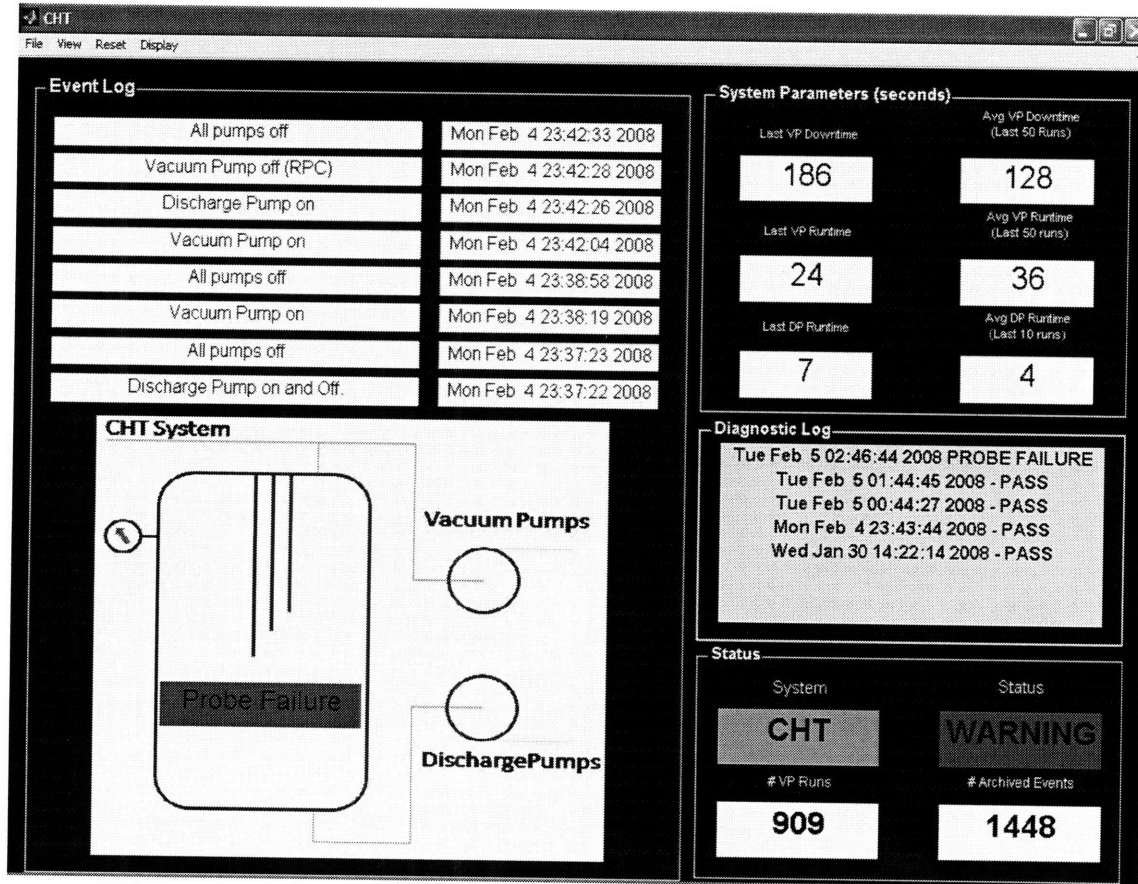 CHT
File View Reset Display
Event Log
All pumps off Mon Feb 4 23:42:33 2008
Vacuum Pump off (RPC) Mon Feb 4 23:42:28 2008
Discharge Pump on Mon Feb 4 23:42:26 2008
Vacuum Pump on Mon Feb 4 23:42:04 2008
All pumps off Mon Feb 4 23:38:58 2008
Vacuum Pump on Mon Feb 4 23:38:19 2008
All pumps off Mon Feb 4 23:37:23 2008
Discharge Pump on and Off. Mon Feb 4 23:37:22 2008
CHT System
Vacuum Pumps
Probe Failure
DischargePumps
System Parameters (seconds)
Last VP Downtime
Avg VP Downtime
(Last 50 Runs)
186 128
Last VP Runtime
Avg VP Runtime
(Last 50 runs)
24 36
Last DP Runtime
Avg DP Runtime
(Last 10 runs)
7 4
Diagnostic Log
Tue Feb 5 02:46:44 2008 PROBE FAILURE
Tue Feb 5 01:44:45 2008 - PASS
Tue Feb 5 00:44:27 2008 - PASS
Mon Feb 4 23:43:44 2008 - PASS
Wed Jan 30 14:22:14 2008 - PASS
Status
System Status
CHT WARNING
# VP Runs # Archived Events
909 1448